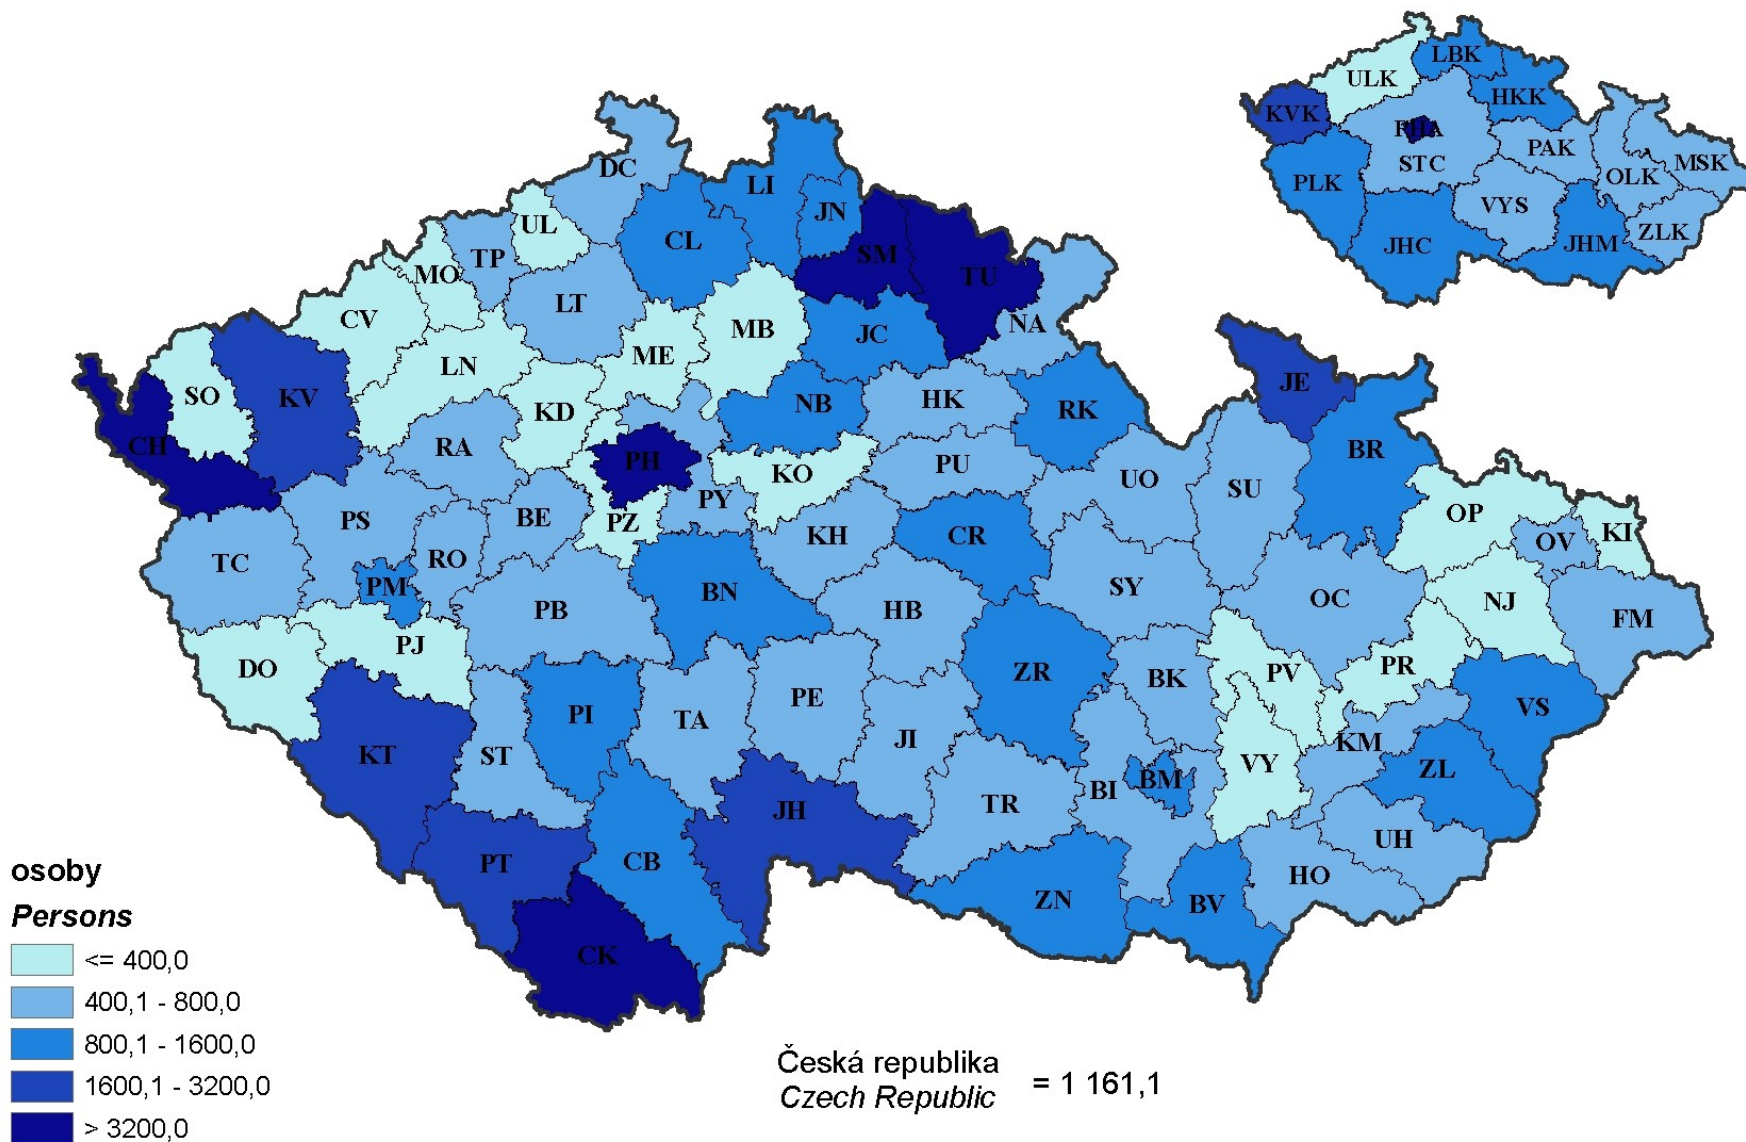 LBK
ULK
HKK
KVK
PHA
PAK
MSK
STC
OLK
PLK
VYS
ZLK
JHC
JHM
DC
LI
JN
UL
CL
SM
TP
MO
TU
LT
CV
MB
NA
JC
ME
LN
JE
SO
KV
NB
HK
RK
KD
CH
RA
BR
PH
PU
KO
UO
SU
PY
OP
PS
BE
PZ
KI
KH
CR
OV
TC
RO
PM
SY
BN
PB
HB
OC
NJ
FM
PJ
DO
ZR
PR
BK
PV
PE
PI
TA
VS
JI
KM
KT
ST
VY
ZL
BM
BI
JH
TR
UH
CB
PT
HO
ZN
BV
CK
osoby
Persons
<= 400,0
400,1 - 800,0
800,1 - 1600,0
1600,1 - 3200,0
> 3200,0
Česká republika
Czech Republic
= 1 161,1